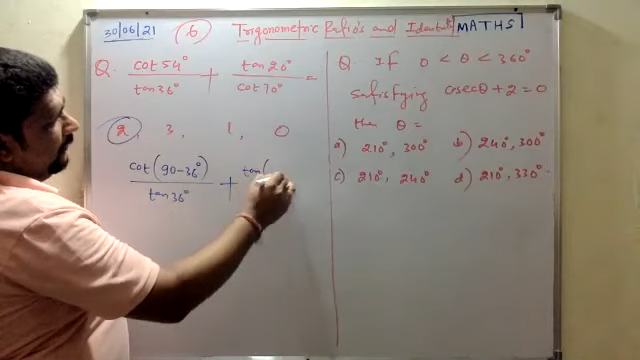 30/06/21 6 Trigonometric Ratio's and Identity MATHS
Q. cot 54° / tan 36° + tan 20° / cot 70° =
2, 3, 1, 0
cot(90-36°) / tan 36° + tan(
Q. If 0 < θ < 360°
Satisfying cosecθ + 2 = 0
then θ =
a) 210°, 300° b) 240°, 300°
c) 210°, 240° d) 210°, 330°.